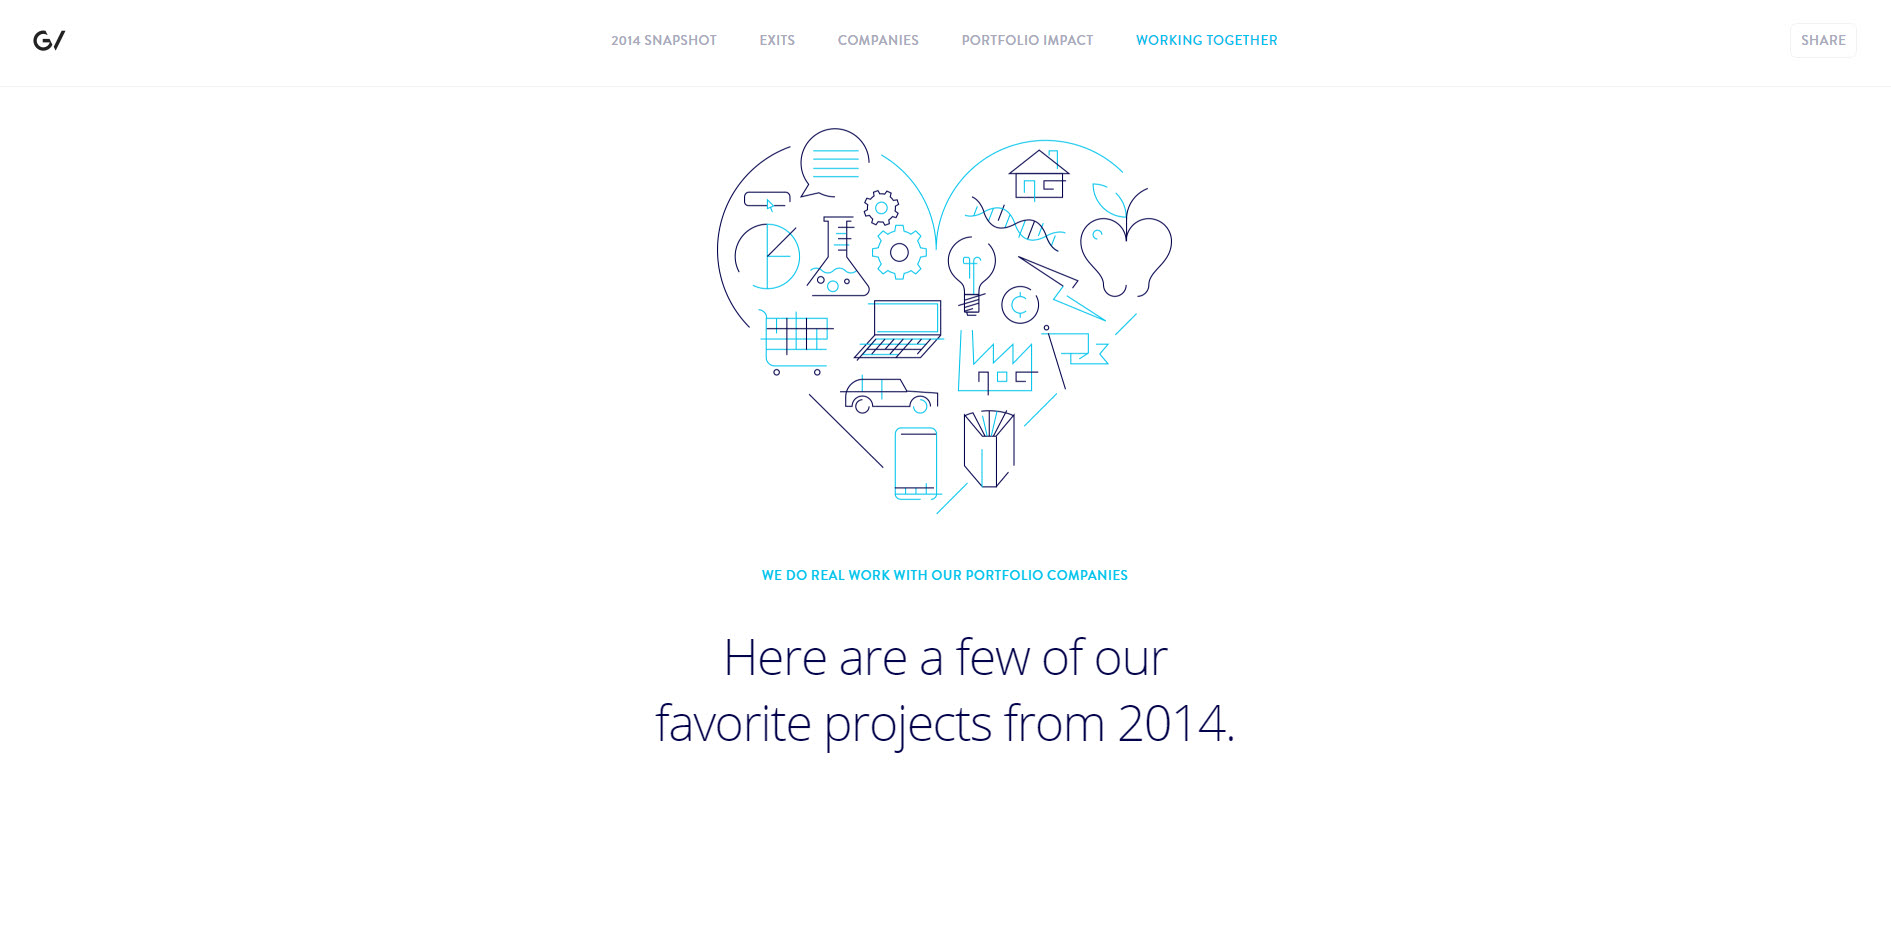 GV
2014 SNAPSHOT
EXITS
COMPANIES
PORTFOLIO IMPACT
WORKING TOGETHER
SHARE
¢
WE DO REAL WORK WITH OUR PORTFOLIO COMPANIES
Here are a few of our
favorite projects from 2014.